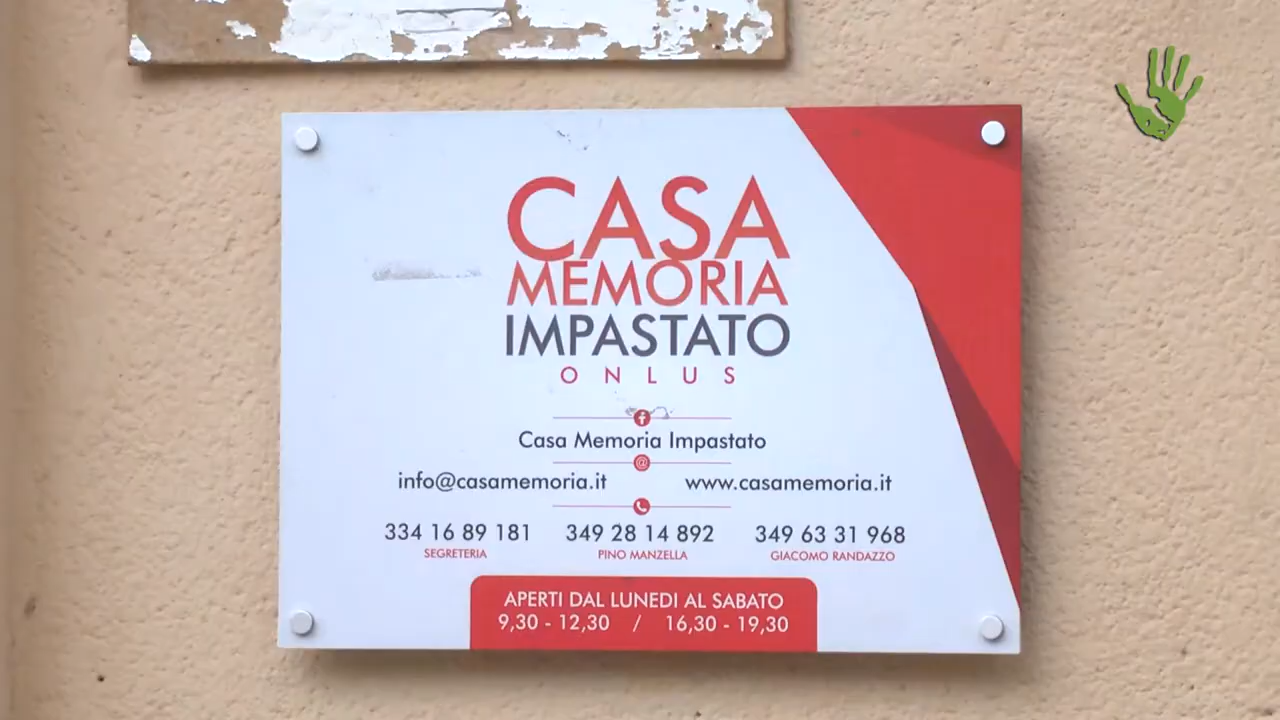 CASA
MEMORIA
IMPASTATO
ONLUS
Casa Memoria Impastato
info@casamemoria.it www.casamemoria.it
334 16 89 181 349 28 14 892 349 63 31 968
SEGRETERIA PINO MANZELLA GIACOMO RANDAZZO
APERTI DAL LUNEDI AL SABATO
9,30 - 12,30 / 16,30 - 19,30